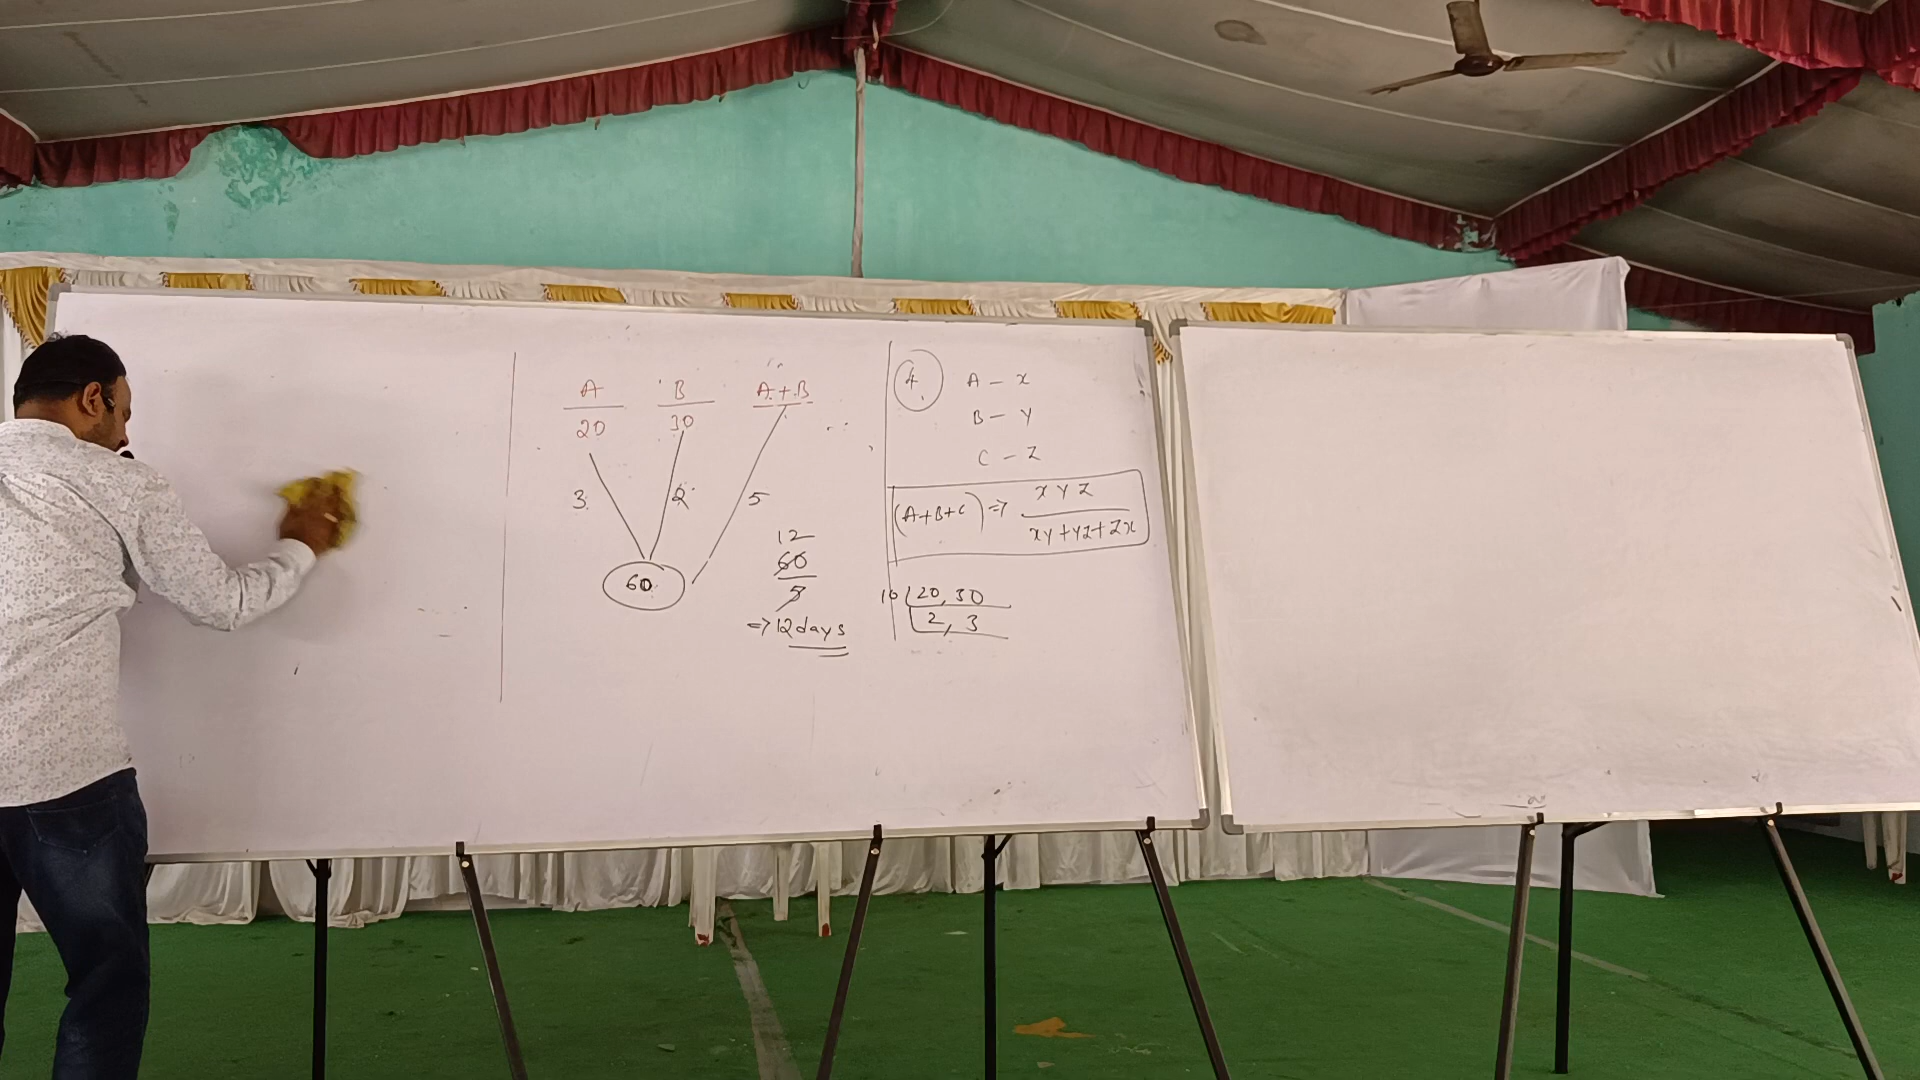 A B A+B
20 30
3 2 5
60
12
60
5
=> 12 days
4 A - x
B - y
C - z
(A+B+C) => xyz
xy+yz+zx
10 20, 30
2, 3